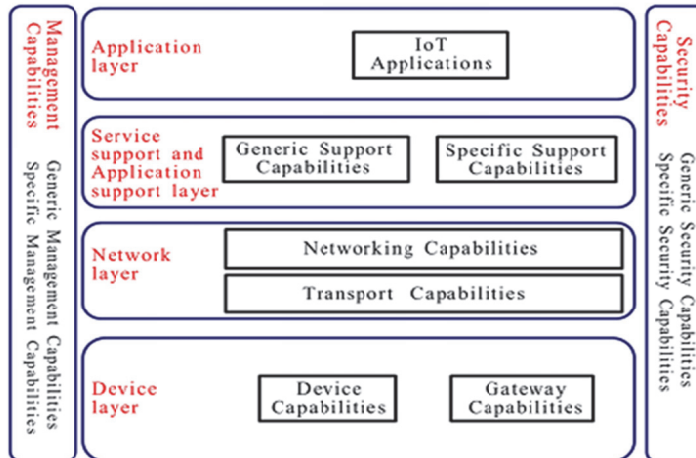 Management
Capabilities
Generic Management Capabilities
Specific Management Capabilities
Application
layer
IoT
Applications
Service
support and
Application
support layer
Generic Support
Capabilities
Specific Support
Capabilities
Network
layer
Networking Capabilities
Transport Capabilities
Device
layer
Device
Capabilities
Gateway
Capabilities
Security
Capabilities
Generic Security Capabilities
Specific Security Capabilities